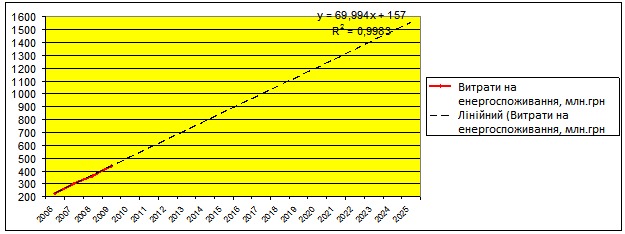 y = 69,994x + 157
R² = 0,9983
1600
1500
1400
1300
1200
1100
1000
900
800
700
600
500
400
300
200
2006 2007 2008 2009 2010 2011 2012 2013 2014 2015 2016 2017 2018 2019 2020 2021 2022 2023 2024 2025
Витрати на
енергоспоживання, млн.грн
Лінійний (Витрати на
енергоспоживання, млн.грн